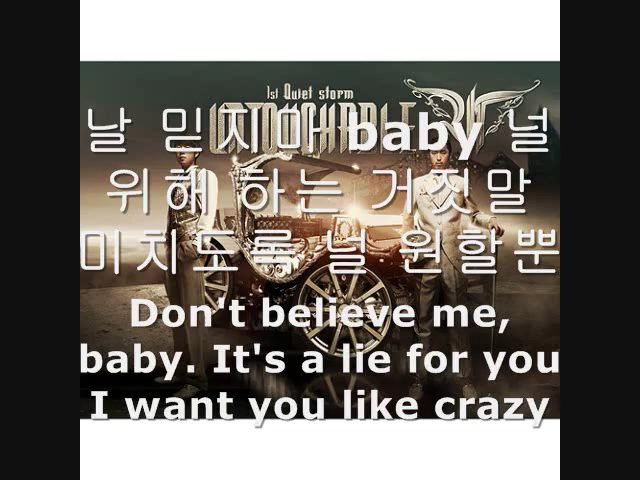 1st Quiet storm
UNTOUCHABLE
날 믿지마 baby 널
위해 하는 거짓말
미치도록 널 원할뿐
Don't believe me,
baby. It's a lie for you
I want you like crazy